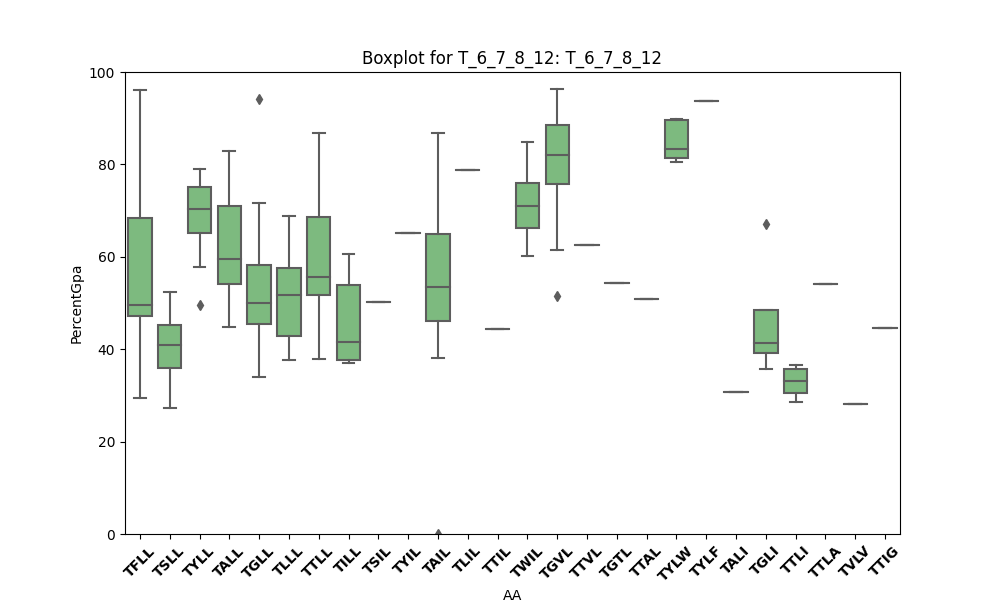 Boxplot for T_6_7_8_12: T_6_7_8_12
100
80
60
40
20
0
PercentGpa
TFLL TSLL TYLL TALL TGLL TLLL TTLL TILL TSIL TYIL TAIL TLIL TTIL TWIL TGVL TTVL TGTL TTAL TYLW TYLF TALI TGLI TTLI TTLA TVLV TTIG
AA